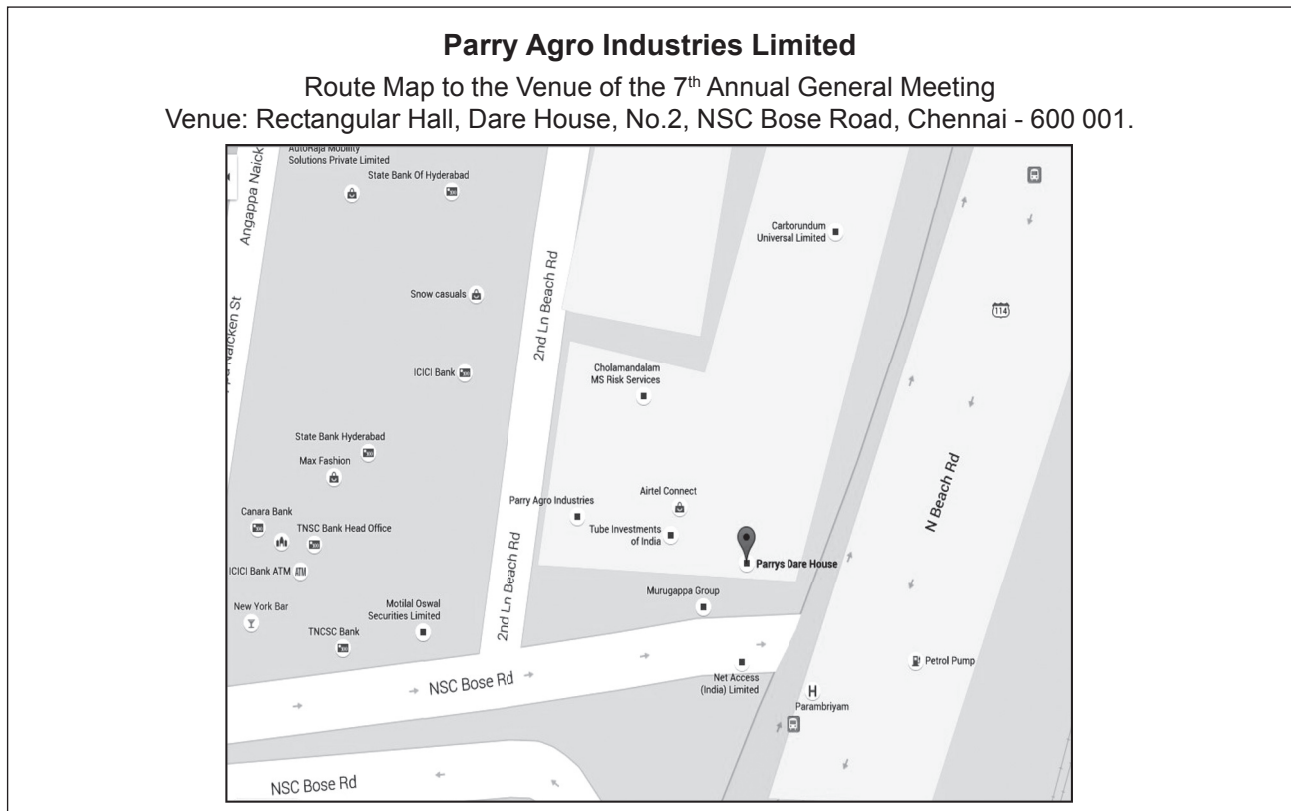 Parry Agro Industries Limited
Route Map to the Venue of the 7th Annual General Meeting
Venue: Rectangular Hall, Dare House, No.2, NSC Bose Road, Chennai - 600 001.
Angappa Naick
AutoRaja Mobility
Solutions Private Limited
State Bank Of Hyderabad
Carborundum
Universal Limited
2nd Ln Beach Rd
Snow casuals
114
Naicken St
ICICI Bank
Cholamandalam
MS Risk Services
State Bank Hyderabad
Max Fashion
N Beach Rd
Parry Agro Industries
Airtel Connect
Canara Bank
TNSC Bank Head Office
Tube Investments
of India
Parrys Dare House
ICICI Bank ATM
ATM
2nd Ln Beach Rd
Murugappa Group
New York Bar
Motilal Oswal
Securities Limited
TNCSC Bank
Petrol Pump
NSC Bose Rd
Net Access
(India) Limited
H
Parambriyam
NSC Bose Rd